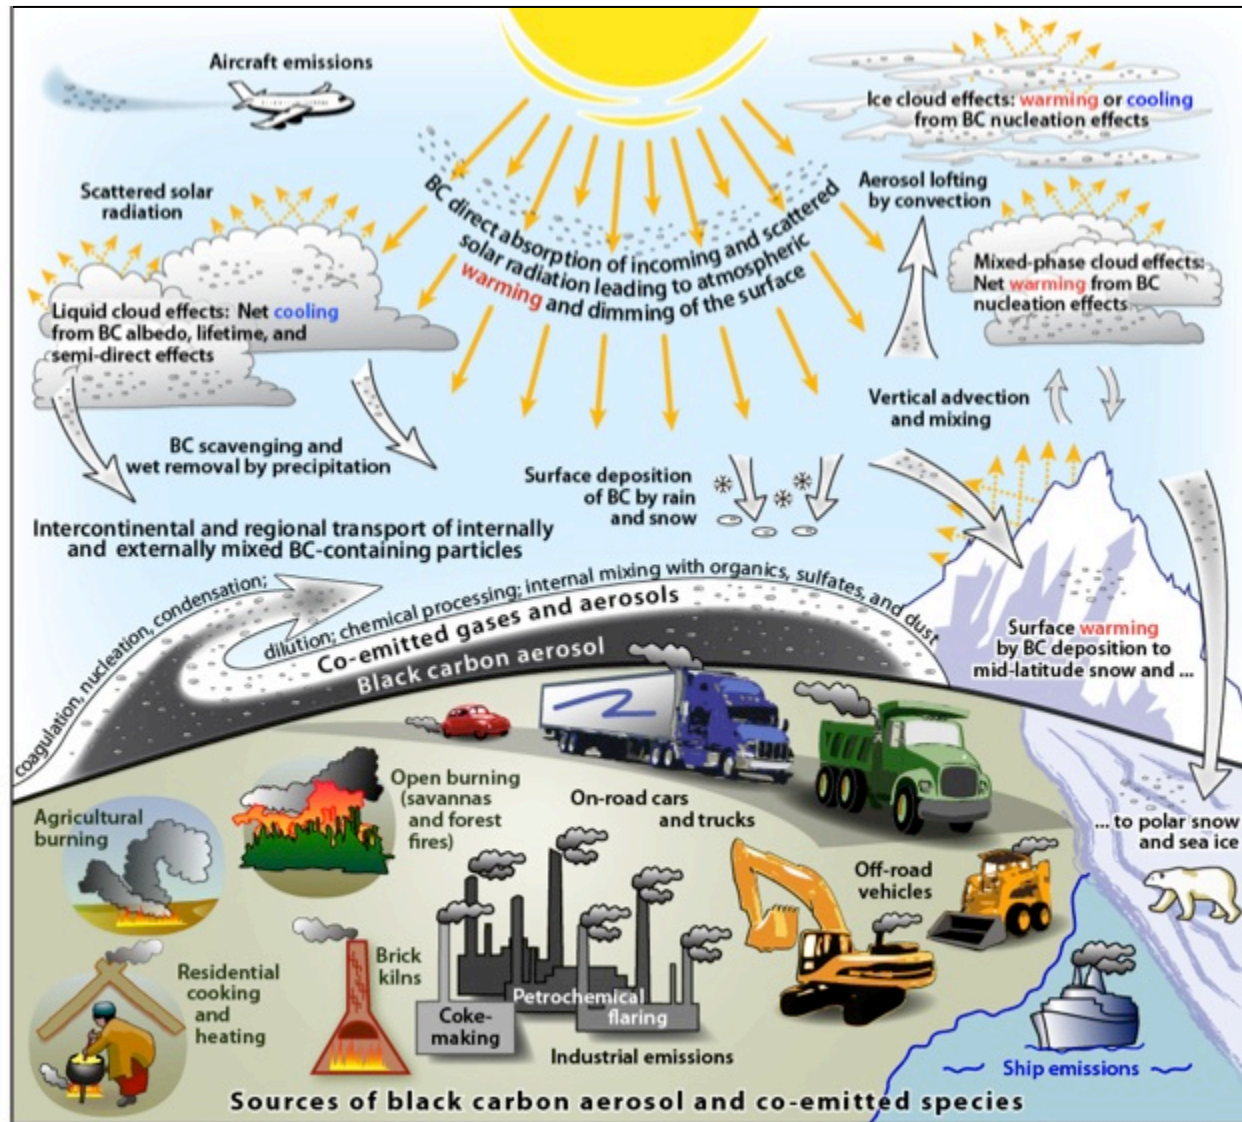 Aircraft emissions
Ice cloud effects: warming or cooling
from BC nucleation effects
Scattered solar
radiation
BC direct absorption of incoming and scattered
solar radiation leading to atmospheric
warming and dimming of the surface
Aerosol lofting
by convection
Mixed-phase cloud effects:
Net warming from BC
nucleation effects
Liquid cloud effects: Net cooling
from BC albedo, lifetime, and
semi-direct effects
Vertical advection
and mixing
BC scavenging and
wet removal by precipitation
Surface deposition
of BC by rain
and snow
Intercontinental and regional transport of internally
and externally mixed BC-containing particles
coagulation, nucleation, condensation;
dilution; chemical processing; internal mixing with organics, sulfates, and dust
Co-emitted gases and aerosols
Black carbon aerosol
Surface warming
by BC deposition to
mid-latitude snow and ...
... to polar snow
and sea ice
Agricultural
burning
Open burning
(savannas
and forest
fires)
On-road cars
and trucks
Off-road
vehicles
Residential
cooking
and
heating
Brick
kilns
Coke-
making
Petrochemical
flaring
Industrial emissions
Ship emissions
Sources of black carbon aerosol and co-emitted species